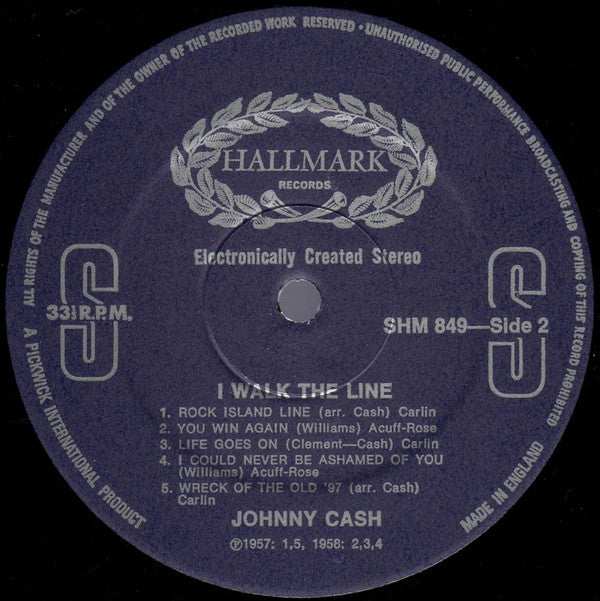 ALL RIGHTS OF THE MANUFACTURER AND OF THE OWNER OF THE RECORDED WORK RESERVED · UNAUTHORISED PUBLIC PERFORMANCE BROADCASTING AND COPYING OF THIS RECORD PROHIBITED
HALLMARK
RECORDS
Electronically Created Stereo
S
33⅓ R.P.M.
S
SHM 849—Side 2
I WALK THE LINE
1. ROCK ISLAND LINE (arr. Cash) Carlin
2. YOU WIN AGAIN (Williams) Acuff-Rose
3. LIFE GOES ON (Clement—Cash) Carlin
4. I COULD NEVER BE ASHAMED OF YOU
(Williams) Acuff-Rose
5. WRECK OF THE OLD '97 (arr. Cash)
Carlin
JOHNNY CASH
℗1957: 1,5, 1958: 2,3,4
A PICKWICK INTERNATIONAL PRODUCT
MADE IN ENGLAND